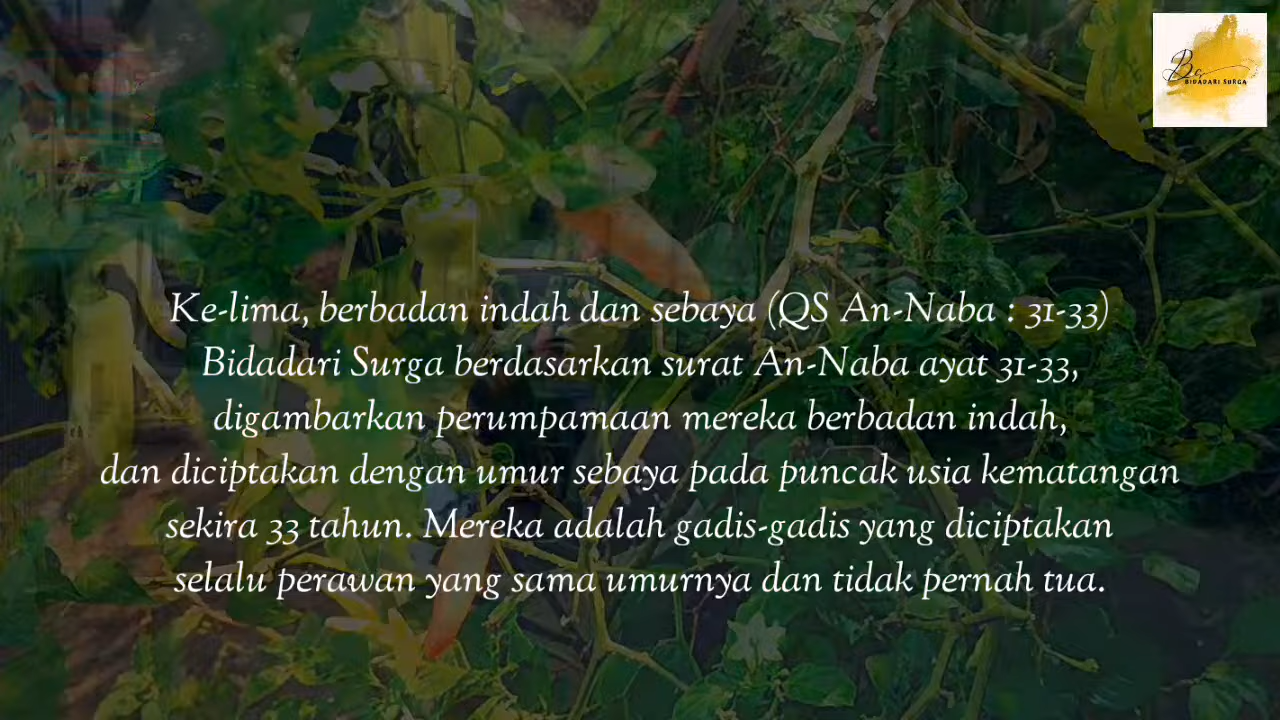 Bs
BIDADARI SURGA
Ke-lima, berbadan indah dan sebaya (QS An-Naba : 31-33)
Bidadari Surga berdasarkan surat An-Naba ayat 31-33,
digambarkan perumpamaan mereka berbadan indah,
dan diciptakan dengan umur sebaya pada puncak usia kematangan
sekira 33 tahun. Mereka adalah gadis-gadis yang diciptakan
selalu perawan yang sama umurnya dan tidak pernah tua.